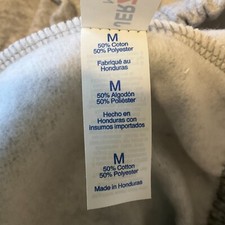 M
50% Cotton
50% Polyester
Fabriqué au
Honduras
M
50% Algodón
50% Poliéster
Hecho en
Honduras con
insumos importados
M
50% Cotton
50% Polyester
Made in Honduras